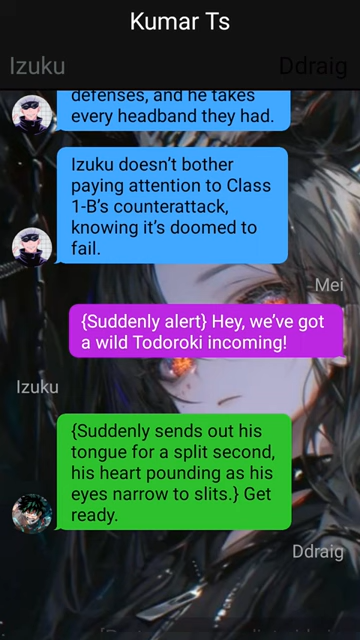 Kumar Ts
Izuku
Ddraig
defenses, and he takes
every headband they had.
Izuku doesn’t bother
paying attention to Class
1-B’s counterattack,
knowing it’s doomed to
fail.
Mei
{Suddenly alert} Hey, we’ve got
a wild Todoroki incoming!
Izuku
{Suddenly sends out his
tongue for a split second,
his heart pounding as his
eyes narrow to slits.} Get
ready.
Ddraig